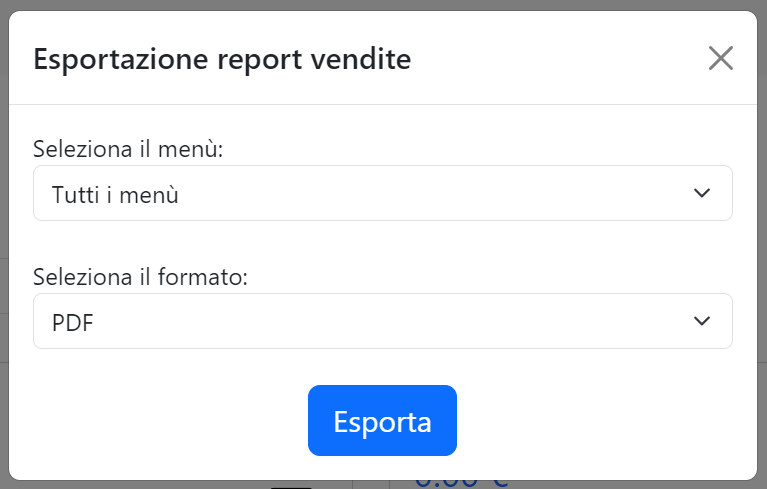 Esportazione report vendite
Seleziona il menù:
Tutti i menù
Seleziona il formato:
PDF
Esporta